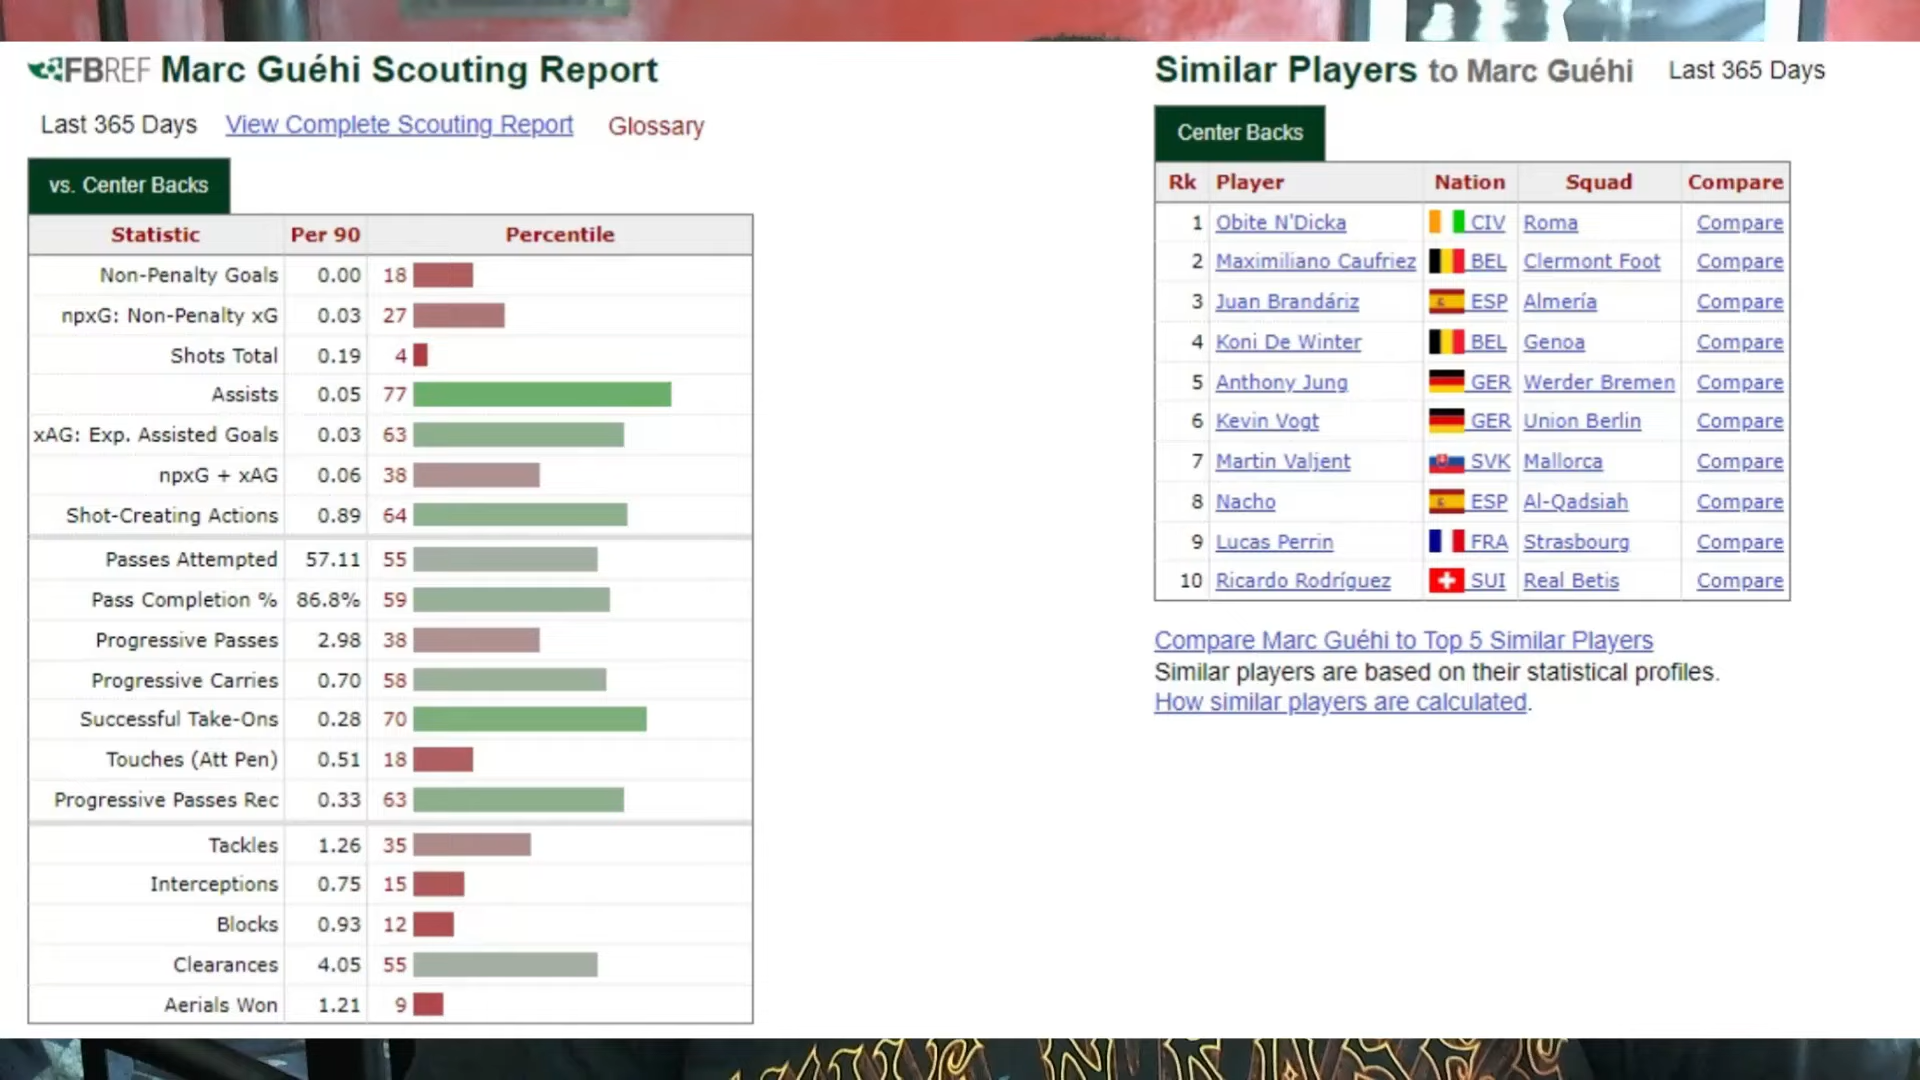 FBREF Marc Guéhi Scouting Report
Last 365 Days View Complete Scouting Report Glossary
vs. Center Backs
Statistic Per 90 Percentile
Non-Penalty Goals 0.00 18
npxG: Non-Penalty xG 0.03 27
Shots Total 0.19 4
Assists 0.05 77
xAG: Exp. Assisted Goals 0.03 63
npxG + xAG 0.06 38
Shot-Creating Actions 0.89 64
Passes Attempted 57.11 55
Pass Completion % 86.8% 59
Progressive Passes 2.98 38
Progressive Carries 0.70 58
Successful Take-Ons 0.28 70
Touches (Att Pen) 0.51 18
Progressive Passes Rec 0.33 63
Tackles 1.26 35
Interceptions 0.75 15
Blocks 0.93 12
Clearances 4.05 55
Aerials Won 1.21 9
Similar Players to Marc Guéhi Last 365 Days
Center Backs
Rk Player Nation Squad Compare
1 Obite N'Dicka CIV Roma Compare
2 Maximiliano Caufriez BEL Clermont Foot Compare
3 Juan Brandáriz ESP Almería Compare
4 Koni De Winter BEL Genoa Compare
5 Anthony Jung GER Werder Bremen Compare
6 Kevin Vogt GER Union Berlin Compare
7 Martin Valjent SVK Mallorca Compare
8 Nacho ESP Al-Qadsiah Compare
9 Lucas Perrin FRA Strasbourg Compare
10 Ricardo Rodríguez SUI Real Betis Compare
Compare Marc Guéhi to Top 5 Similar Players
Similar players are based on their statistical profiles.
How similar players are calculated.